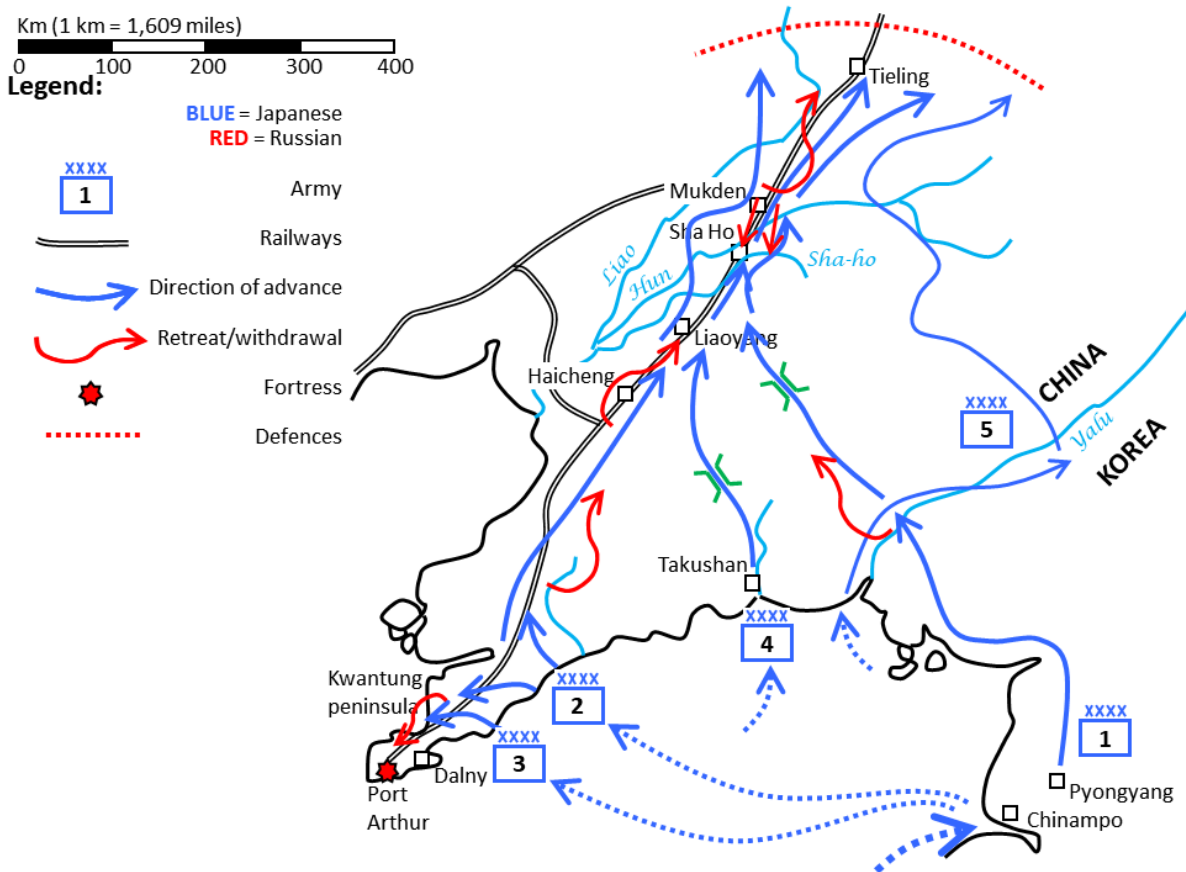 Km (1 km = 1,609 miles)
0 100 200 300 400
Legend:
BLUE = Japanese
RED = Russian
xxxx
1
Army
Railways
Direction of advance
Retreat/withdrawal
Fortress
Defences
Tieling
Mukden
Sha Ho
Sha-ho
Liao
Hun
Liaoyang
Haicheng
CHINA
xxxx
5
Yalu
KOREA
Takushan
xxxx
4
Kwantung
peninsula
xxxx
2
xxxx
3
xxxx
1
Dalny
Port
Arthur
Pyongyang
Chinampo